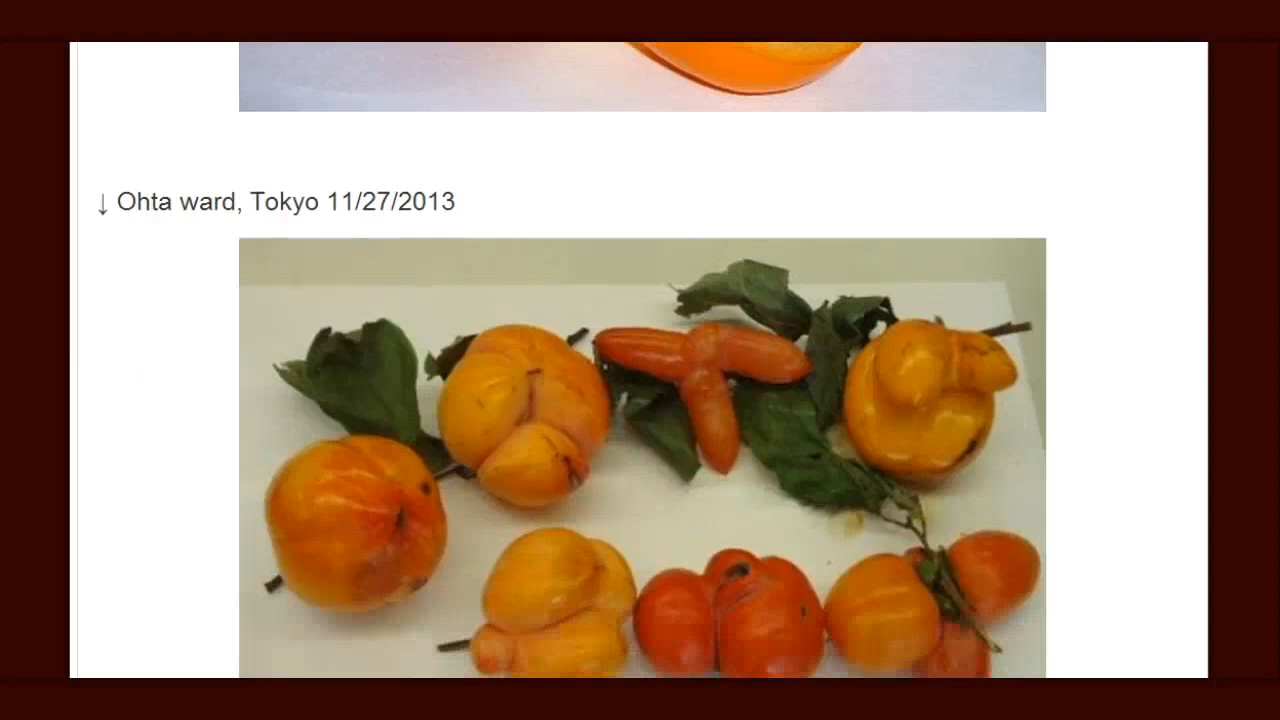 ↓ Ohta ward, Tokyo 11/27/2013